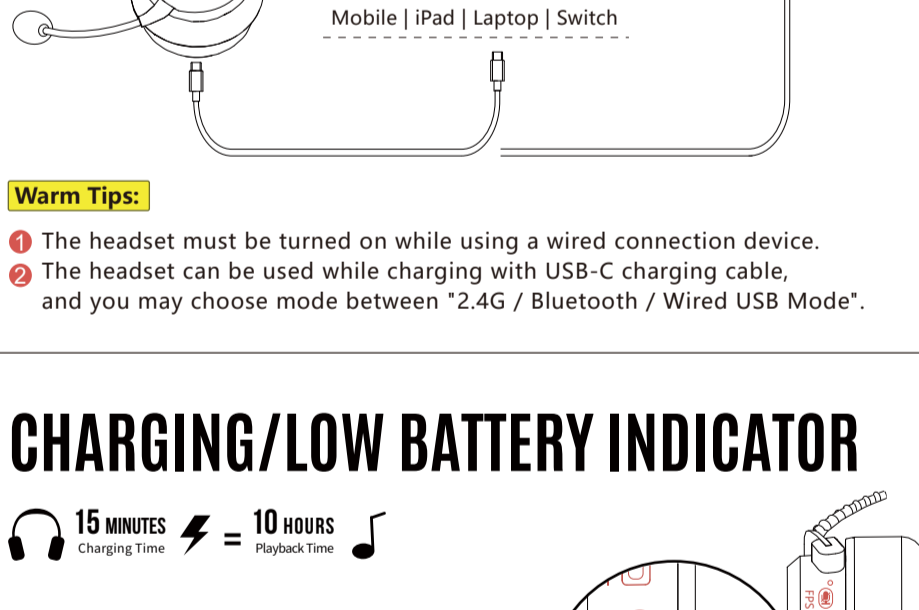 Mobile | iPad | Laptop | Switch
Warm Tips:
1 The headset must be turned on while using a wired connection device.
2 The headset can be used while charging with USB-C charging cable,
and you may choose mode between "2.4G / Bluetooth / Wired USB Mode".
CHARGING/LOW BATTERY INDICATOR
15 MINUTES = 10 HOURS
Charging Time Playback Time
FPS